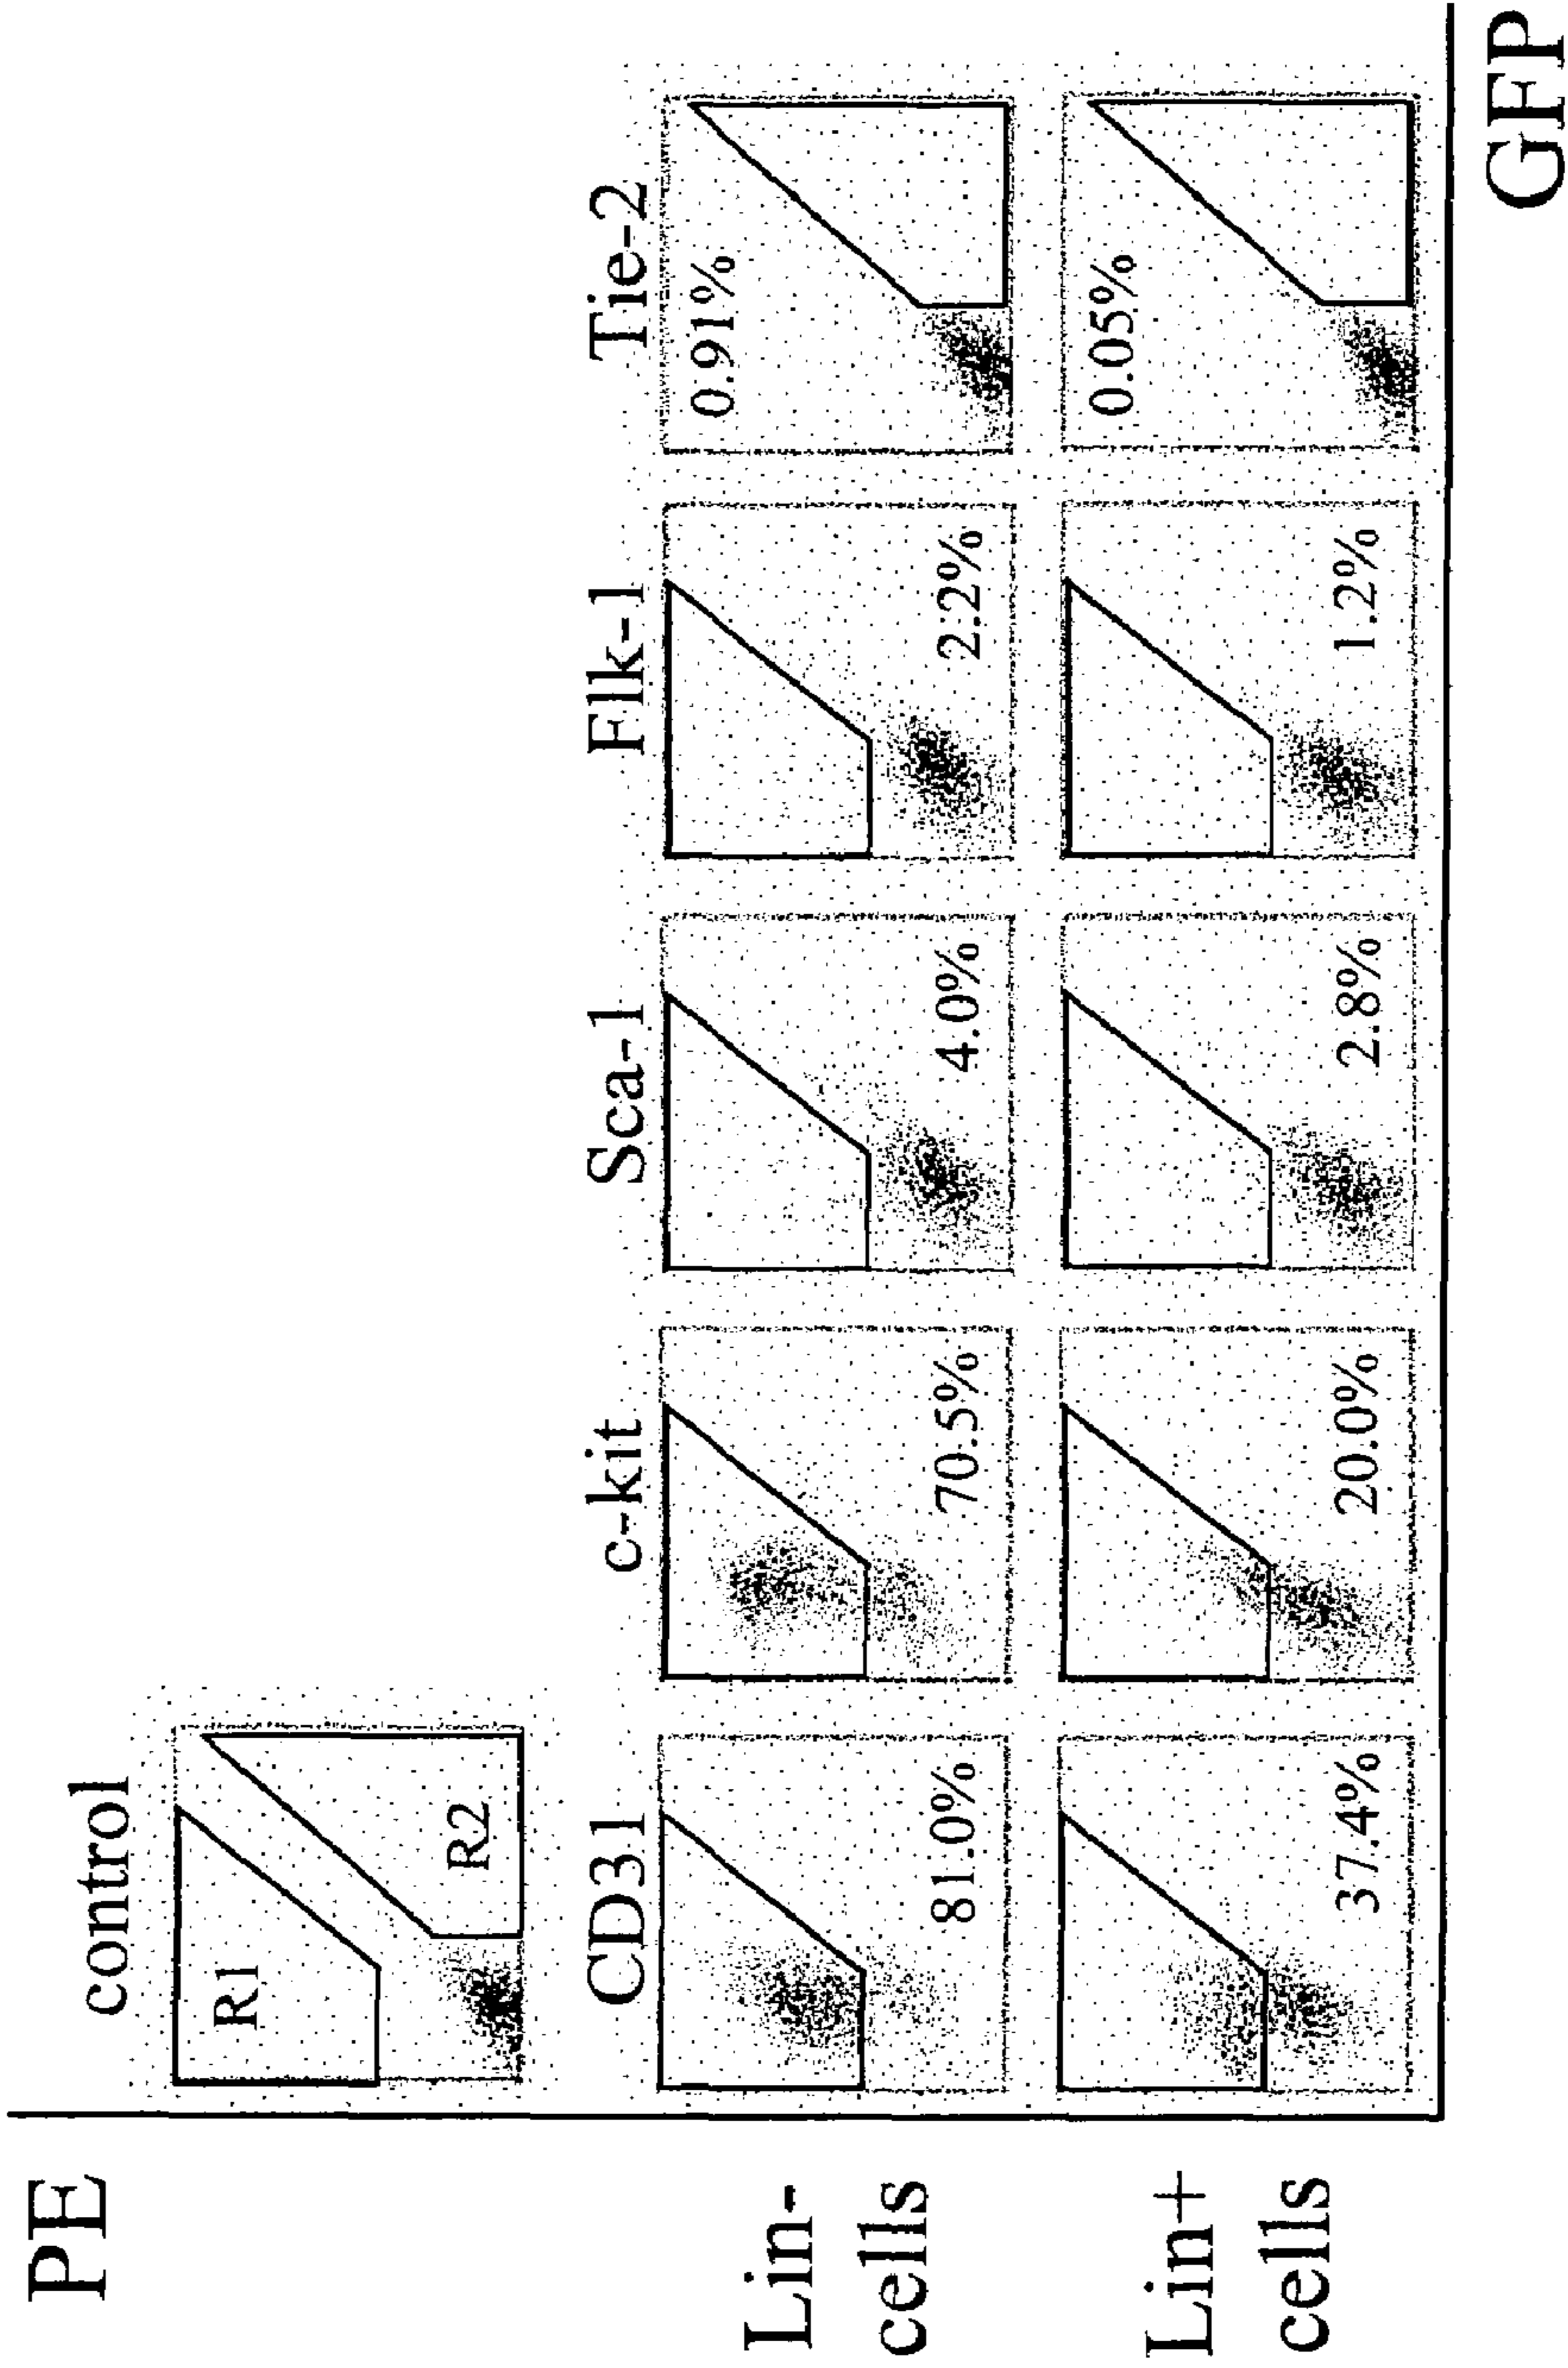 PE
control
R1
R2
CD31 c-kit Sca-1 Flk-1 Tie-2
Lin-
cells
81.0% 70.5% 4.0% 2.2% 0.91%
Lin+
cells
37.4% 20.0% 2.8% 1.2% 0.05%
GFP